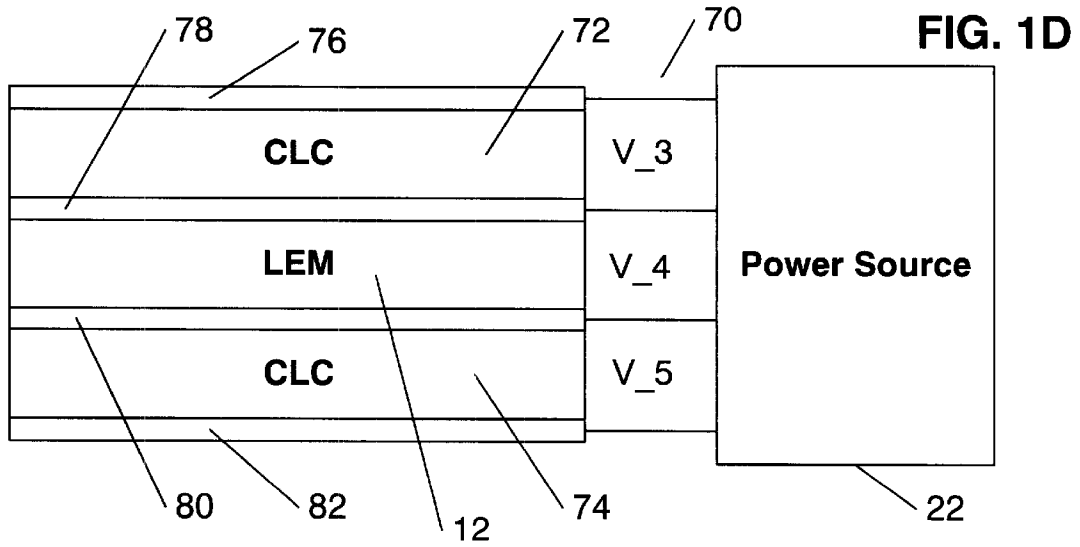 FIG. 1D
78
76
72
70
CLC
V_3
LEM
V_4
Power Source
CLC
V_5
80
82
12
74
22